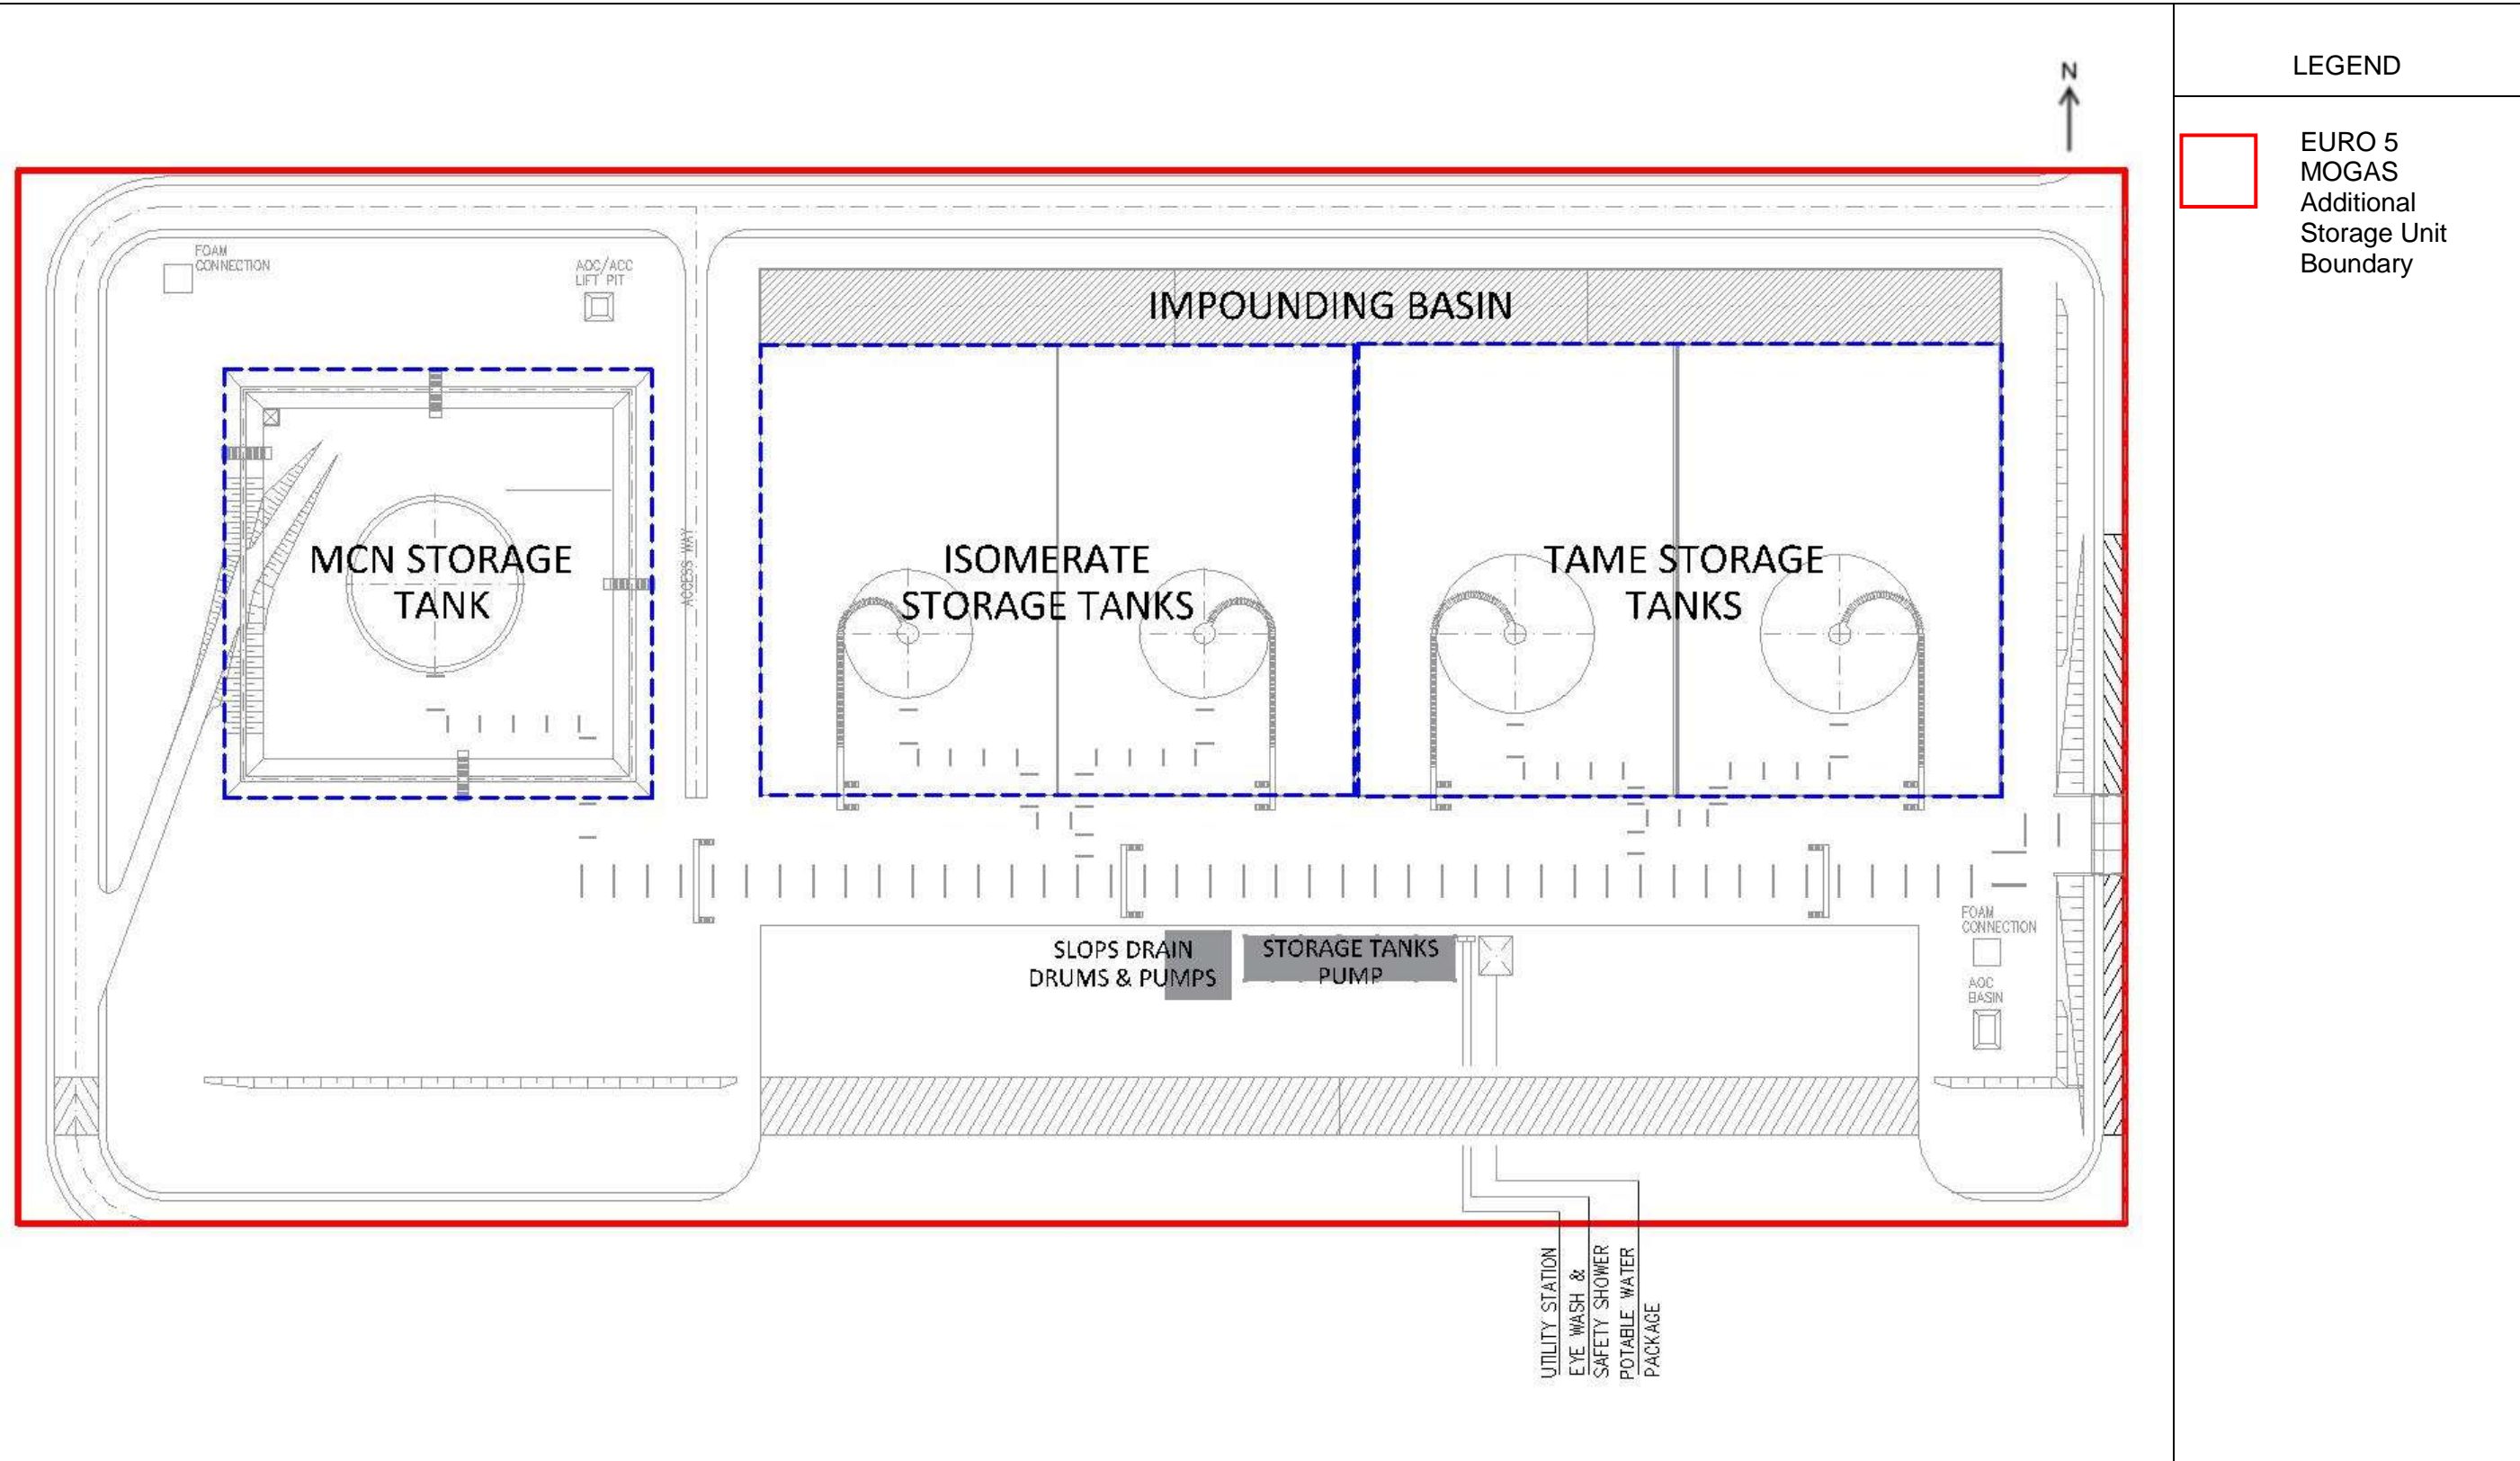 N
LEGEND
EURO 5
MOGAS
Additional
Storage Unit
Boundary
FOAM
CONNECTION
AOC/ACC
LIFT PIT
IMPOUNDING BASIN
MCN STORAGE
TANK
ACCESS WAY
ISOMERATE
STORAGE TANKS
TAME STORAGE
TANKS
SLOPS DRAIN
DRUMS & PUMPS
STORAGE TANKS
PUMP
FOAM
CONNECTION
AOC
BASIN
UTILITY STATION
EYE WASH &
SAFETY SHOWER
POTABLE WATER
PACKAGE